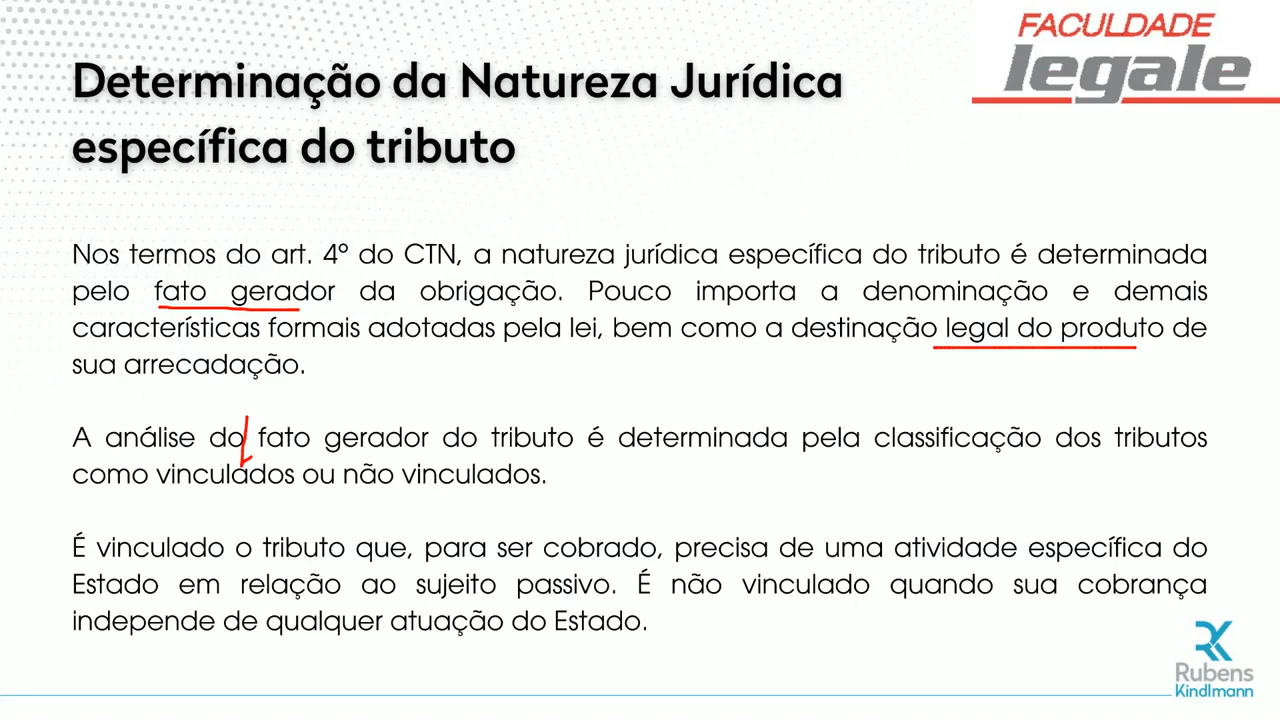 FACULDADE
legale
Determinação da Natureza Jurídica
específica do tributo
Nos termos do art. 4º do CTN, a natureza jurídica específica do tributo é determinada
pelo fato gerador da obrigação. Pouco importa a denominação e demais
características formais adotadas pela lei, bem como a destinação legal do produto de
sua arrecadação.
A análise do fato gerador do tributo é determinada pela classificação dos tributos
como vinculados ou não vinculados.
É vinculado o tributo que, para ser cobrado, precisa de uma atividade específica do
Estado em relação ao sujeito passivo. É não vinculado quando sua cobrança
independe de qualquer atuação do Estado.
RK
Rubens
Kindlmann